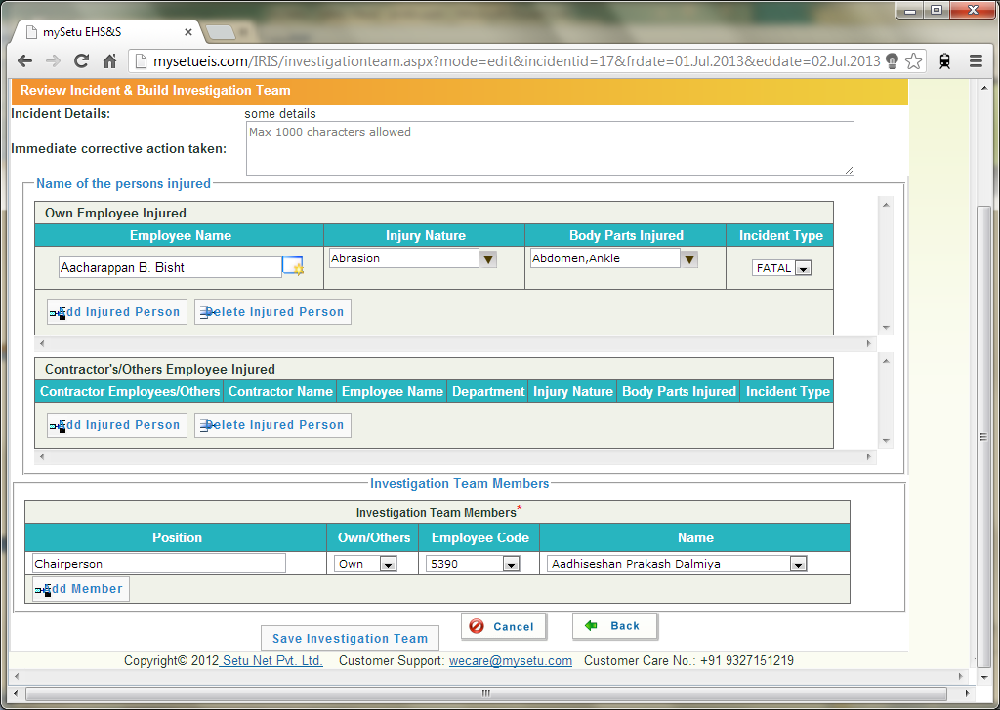 mySetu EHS&S
mysetueis.com/IRIS/investigationteam.aspx?mode=edit&incidentid=17&frdate=01.Jul.2013&eddate=02.Jul.2013
Review Incident & Build Investigation Team
Incident Details: some details
Immediate corrective action taken: Max 1000 characters allowed
Name of the persons injured
Own Employee Injured
Employee Name Injury Nature Body Parts Injured Incident Type
Aacharappan B. Bisht Abrasion Abdomen,Ankle FATAL
Add Injured Person Delete Injured Person
Contractor's/Others Employee Injured
Contractor Employees/Others Contractor Name Employee Name Department Injury Nature Body Parts Injured Incident Type
Add Injured Person Delete Injured Person
Investigation Team Members
Investigation Team Members*
Position Own/Others Employee Code Name
Chairperson Own 5390 Aadhiseshan Prakash Dalmiya
Add Member
Save Investigation Team Cancel Back
Copyright© 2012 Setu Net Pvt. Ltd. Customer Support: wecare@mysetu.com Customer Care No.: +91 9327151219